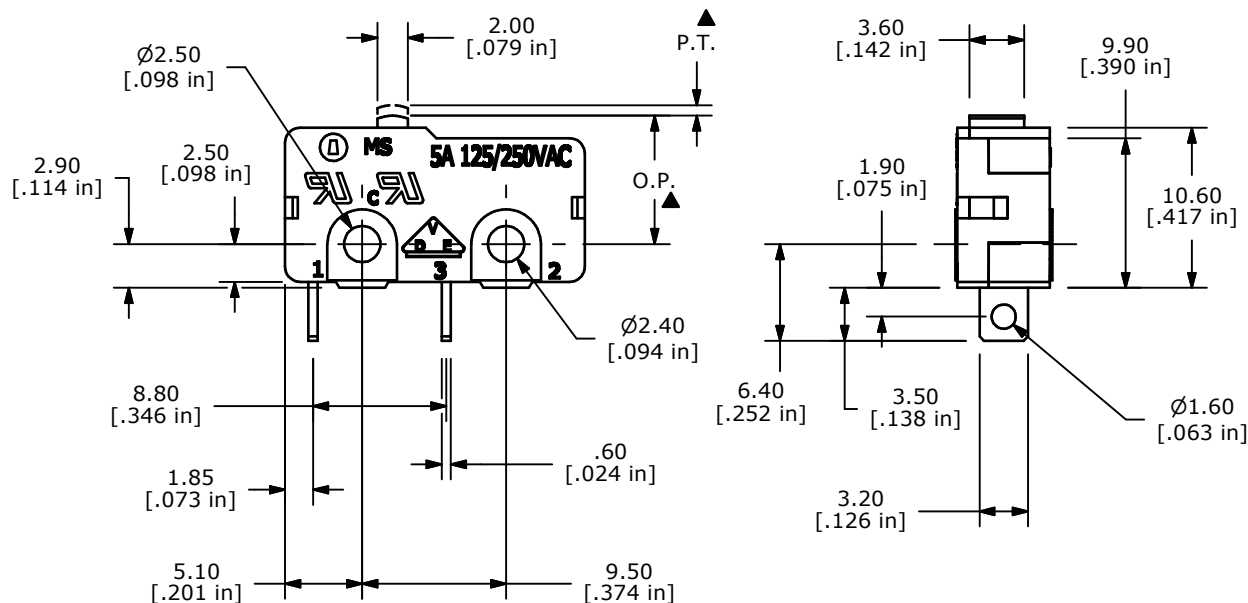 2.00
[.079 in]
▲
P.T.
3.60
[.142 in]
9.90
[.390 in]
Ø2.50
[.098 in]
MS
5A 125/250VAC
2.90
[.114 in]
2.50
[.098 in]
C
O.P.
▲
1.90
[.075 in]
10.60
[.417 in]
V
D E
1
3
2
Ø2.40
[.094 in]
8.80
[.346 in]
6.40
[.252 in]
3.50
[.138 in]
Ø1.60
[.063 in]
.60
[.024 in]
1.85
[.073 in]
3.20
[.126 in]
5.10
[.201 in]
9.50
[.374 in]